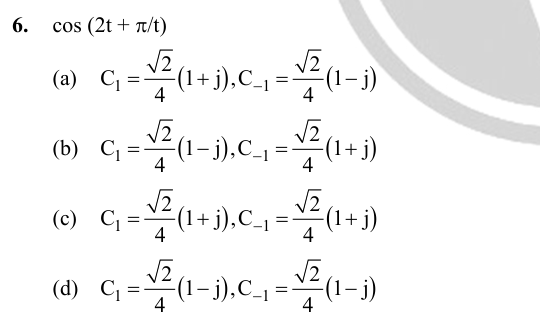 6. cos (2t + π/t)
(a) C₁ = √2/4 (1+ j), C₋₁ = √2/4 (1− j)
(b) C₁ = √2/4 (1− j), C₋₁ = √2/4 (1+ j)
(c) C₁ = √2/4 (1+ j), C₋₁ = √2/4 (1+ j)
(d) C₁ = √2/4 (1− j), C₋₁ = √2/4 (1− j)